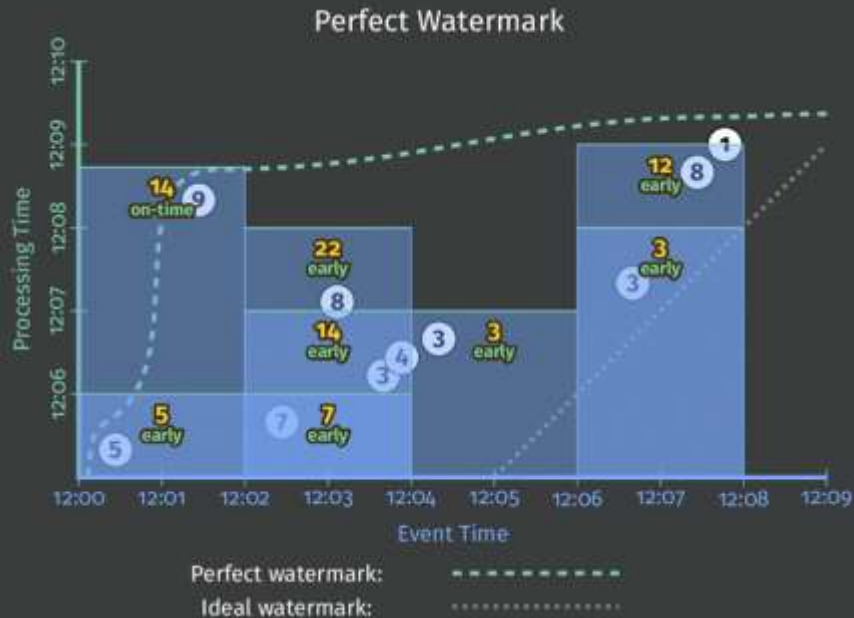 Perfect Watermark
12:10
12:09
12:08
12:07
12:06
Processing Time
14
on-time
9
22
early
8
14
early
3
4
3
3
early
5
5
early
7
7
early
12
early
8
1
3
early
3
12:00 12:01 12:02 12:03 12:04 12:05 12:06 12:07 12:08 12:09
Event Time
Perfect watermark:
Ideal watermark: